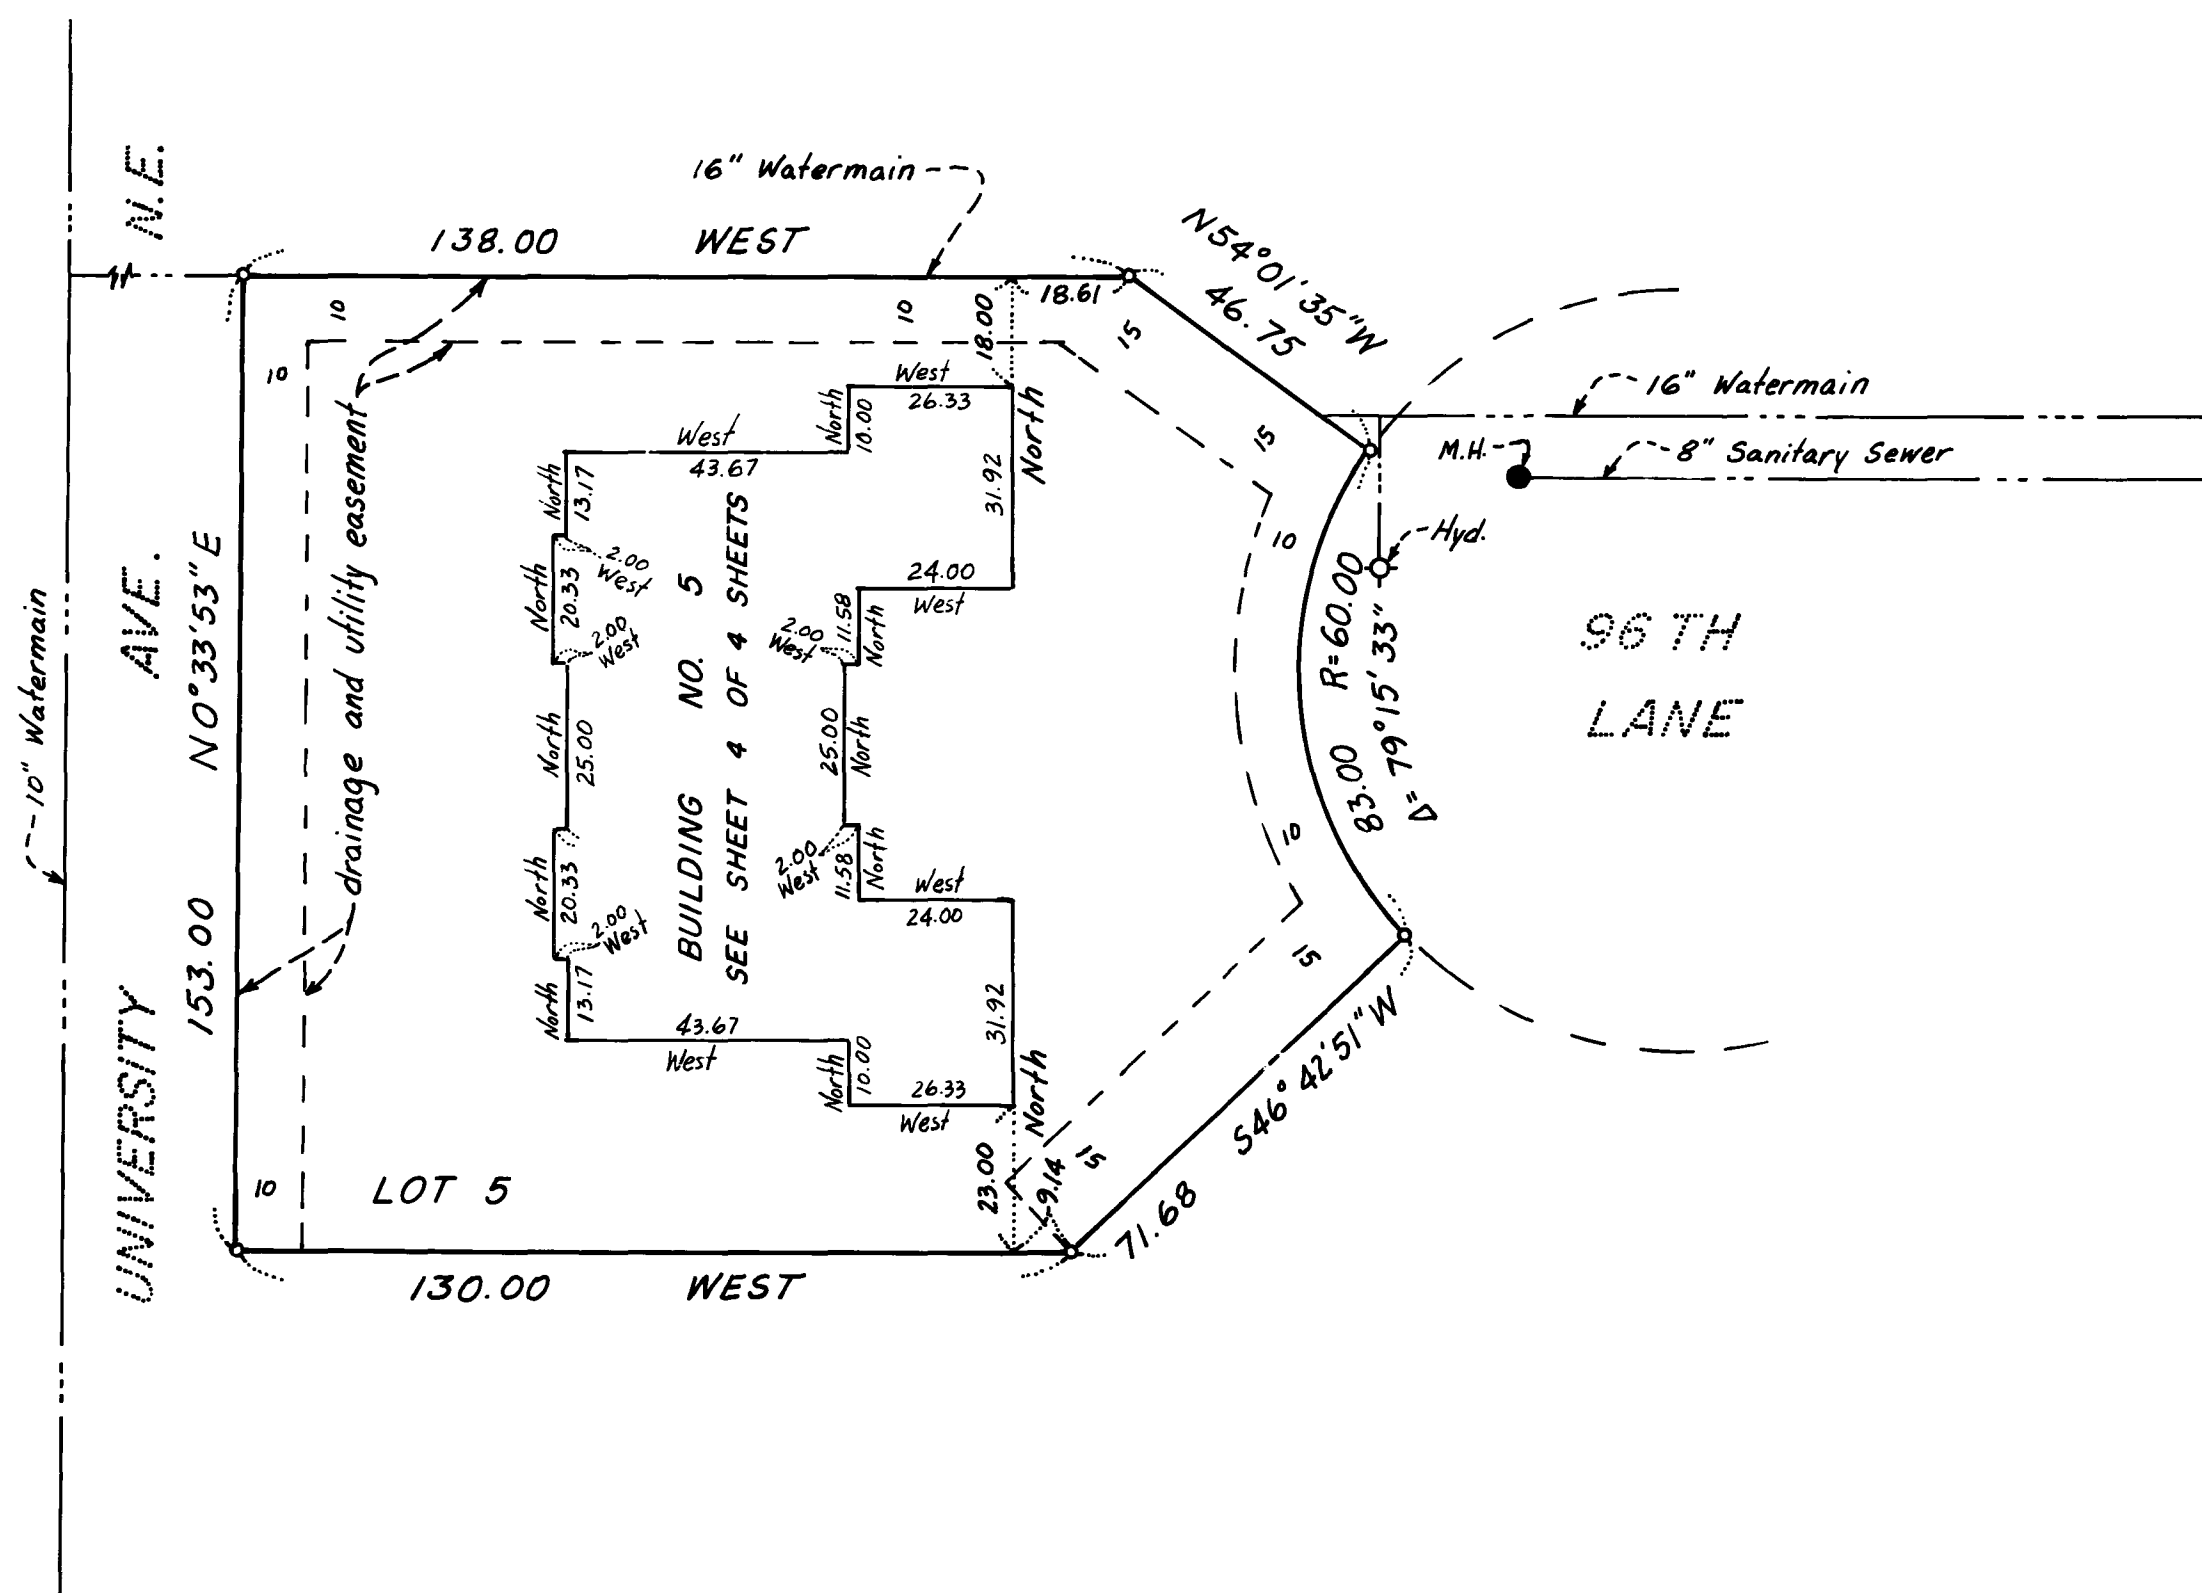 16" Watermain
138.00 WEST
N54°01'35"W
46.75
18.61
18.00
10
10
10
15
15
16" Watermain
M.H.
8" Sanitary Sewer
Hyd.
96TH
LANE
10
10
R=60.00
83.00
Δ= 79°15'33"
15
15
S46°42'51"W
71.68
9.14
23.00
UNIVERSITY AVE. N.E.
10" Watermain
N0°33'53"E
153.00
drainage and utility easement
10
LOT 5
130.00 WEST
BUILDING NO. 5
SEE SHEET 4 OF 4 SHEETS
West
26.33
North
10.00
West
43.67
North
13.17
2.00
West
North
20.33
2.00
West
North
25.00
North
20.33
2.00
West
North
13.17
43.67
West
North
10.00
26.33
West
North
31.92
West
24.00
North
11.58
2.00
West
North
25.00
2.00
West
North
11.58
24.00
West
31.92
North